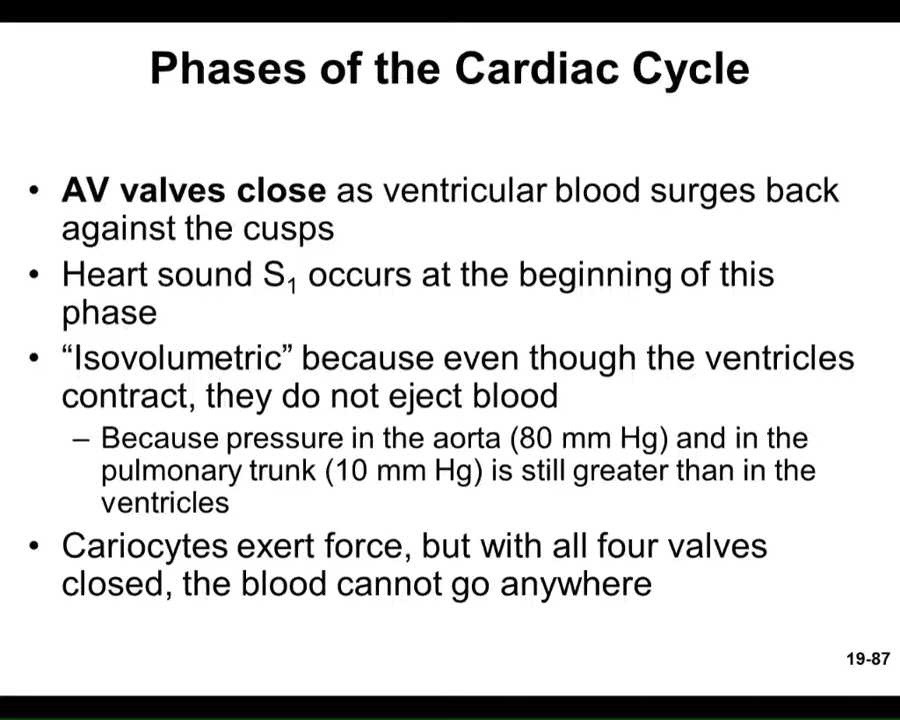 Phases of the Cardiac Cycle
• AV valves close as ventricular blood surges back
against the cusps
• Heart sound S₁ occurs at the beginning of this
phase
• “Isovolumetric” because even though the ventricles
contract, they do not eject blood
– Because pressure in the aorta (80 mm Hg) and in the
pulmonary trunk (10 mm Hg) is still greater than in the
ventricles
• Cariocytes exert force, but with all four valves
closed, the blood cannot go anywhere
19-87